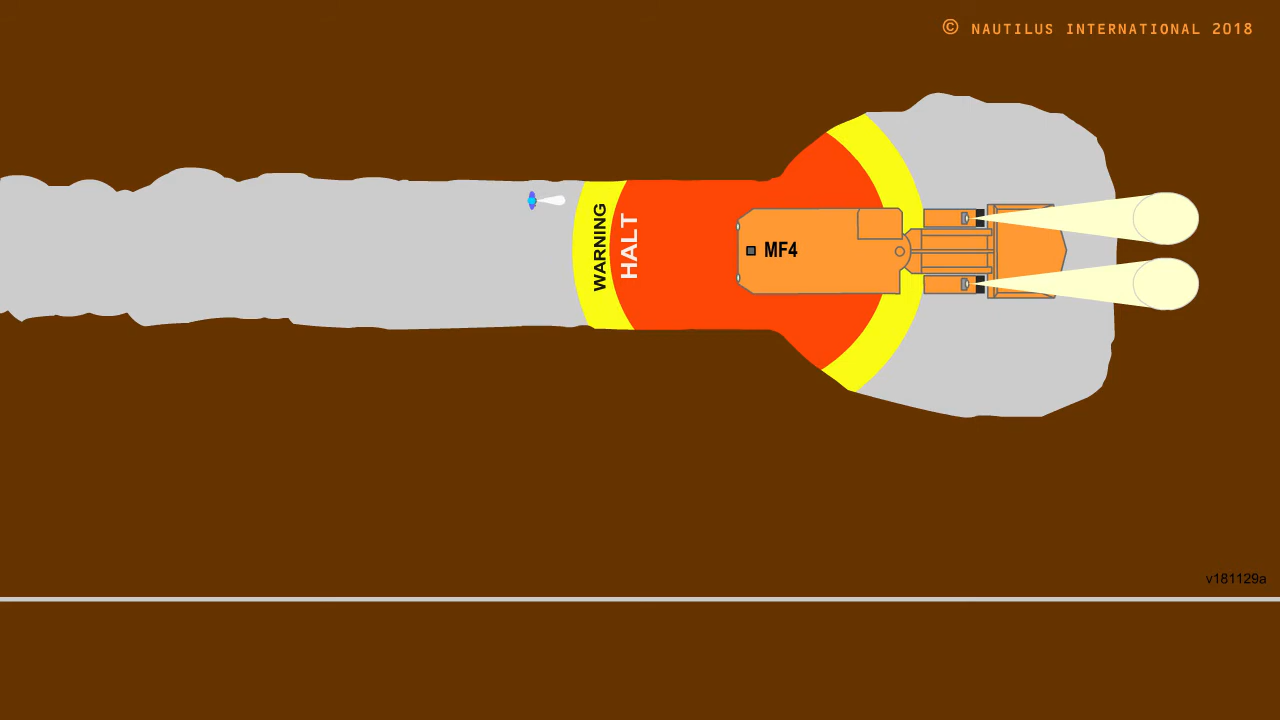 © NAUTILUS INTERNATIONAL 2018
WARNING
HALT
MF4
v181129a